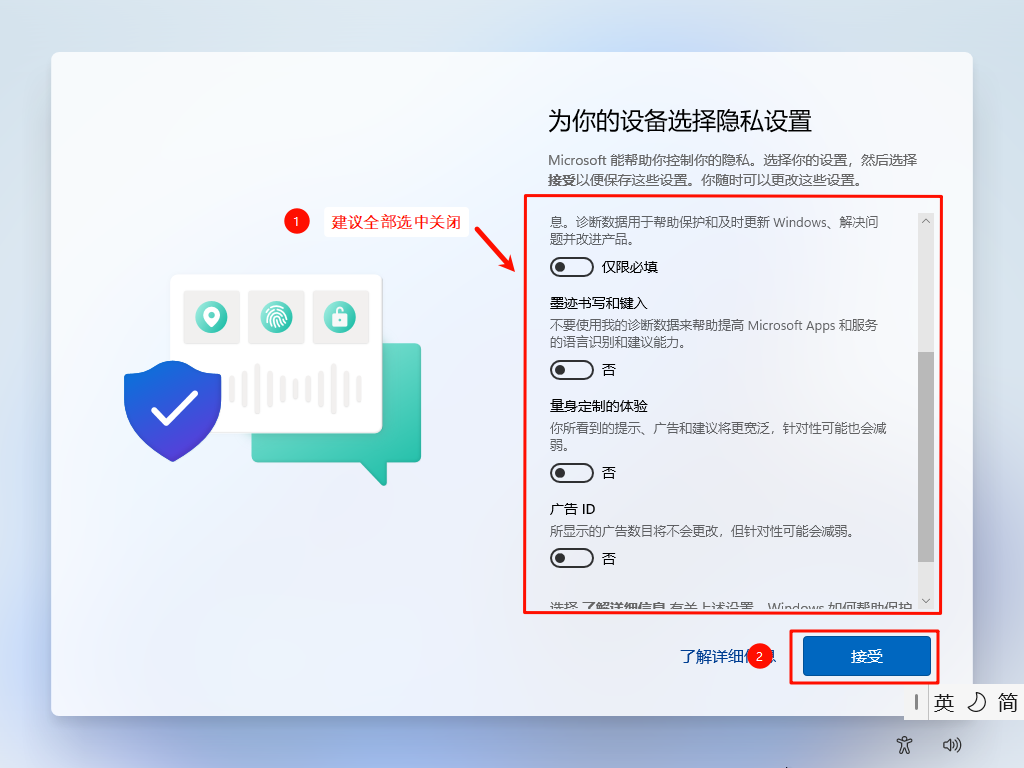 为你的设备选择隐私设置
Microsoft 能帮助你控制你的隐私。选择你的设置，然后选择
接受以便保存这些设置。你随时可以更改这些设置。
1 建议全部选中关闭
息。诊断数据用于帮助保护和及时更新 Windows、解决问
题并改进产品。
仅限必填
墨迹书写和键入
不要使用我的诊断数据来帮助提高 Microsoft Apps 和服务
的语言识别和建议能力。
否
量身定制的体验
你所看到的提示、广告和建议将更宽泛，针对性可能也会减
弱。
否
广告 ID
所显示的广告数目将不会更改，但针对性可能会减弱。
否
选择 了解详细信息 有关上述设置、Windows 如何帮助保护
了解详细信息
2
接受
英 简